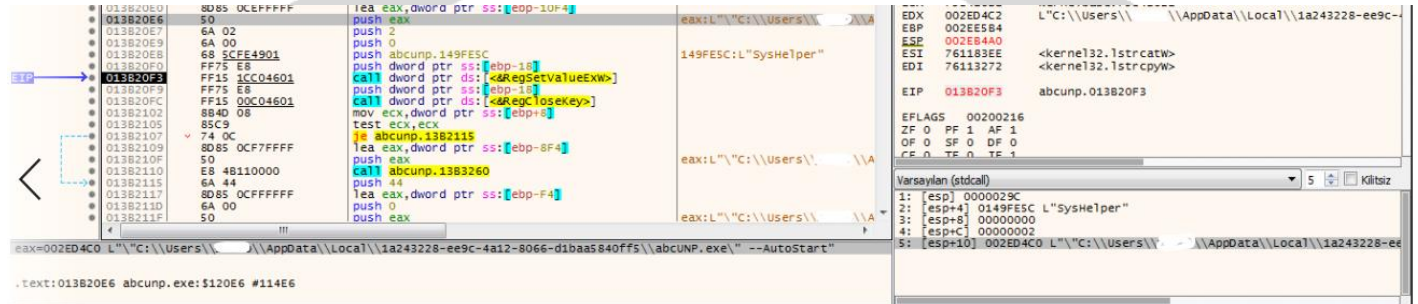 013B20E0 8D85 0CEFFFFF lea eax,dword ptr ss:[ebp-10F4]
013B20E6 50 push eax eax:L"\"C:\\Users\\ \\A
013B20E7 6A 02 push 2
013B20E9 6A 00 push 0
013B20EB 68 5CFE4901 push abcunp.149FE5C 149FE5C:L"SysHelper"
013B20F0 FF75 E8 push dword ptr ss:[ebp-18]
EIP 013B20F3 FF15 1CC04601 call dword ptr ds:[<&RegSetValueExW>]
013B20F9 FF75 E8 push dword ptr ss:[ebp-18]
013B20FC FF15 00C04601 call dword ptr ds:[<&RegCloseKey>]
013B2102 8B4D 08 mov ecx,dword ptr ss:[ebp+8]
013B2105 85C9 test ecx,ecx
013B2107 74 0C je abcunp.13B2115
013B2109 8D85 0CF7FFFF lea eax,dword ptr ss:[ebp-8F4]
013B210F 50 push eax eax:L"\"C:\\Users\\ \\A
013B2110 E8 4B110000 call abcunp.13B3260
013B2115 6A 44 push 44
013B2117 8D85 0CFFFFFF lea eax,dword ptr ss:[ebp-F4]
013B211D 6A 00 push 0
013B211F 50 push eax eax:L"\"C:\\Users\\ \\A
eax=002ED4C0 L"\"C:\\Users\\ \\AppData\\Local\\1a243228-ee9c-4a12-8066-d1baa5840ff5\\abcUNP.exe\" --AutoStart"
.text:013B20E6 abcunp.exe:$120E6 #114E6
EDX 002ED4C2 L"C:\\Users\\ \\AppData\\Local\\1a243228-ee9c-4
EBP 002EE5B4
ESP 002EB4A0
ESI 761183EE <kernel32.lstrcatW>
EDI 76113272 <kernel32.lstrcpyW>
EIP 013B20F3 abcunp.013B20F3
EFLAGS 00200216
ZF 0 PF 1 AF 1
OF 0 SF 0 DF 0
CF 0 TF 0 IF 1
Varsayılan (stdcall) 5 Kilitsiz
1: [esp] 0000029C
2: [esp+4] 0149FE5C L"SysHelper"
3: [esp+8] 00000000
4: [esp+C] 00000002
5: [esp+10] 002ED4C0 L"\"C:\\Users\\ \\AppData\\Local\\1a243228-ee